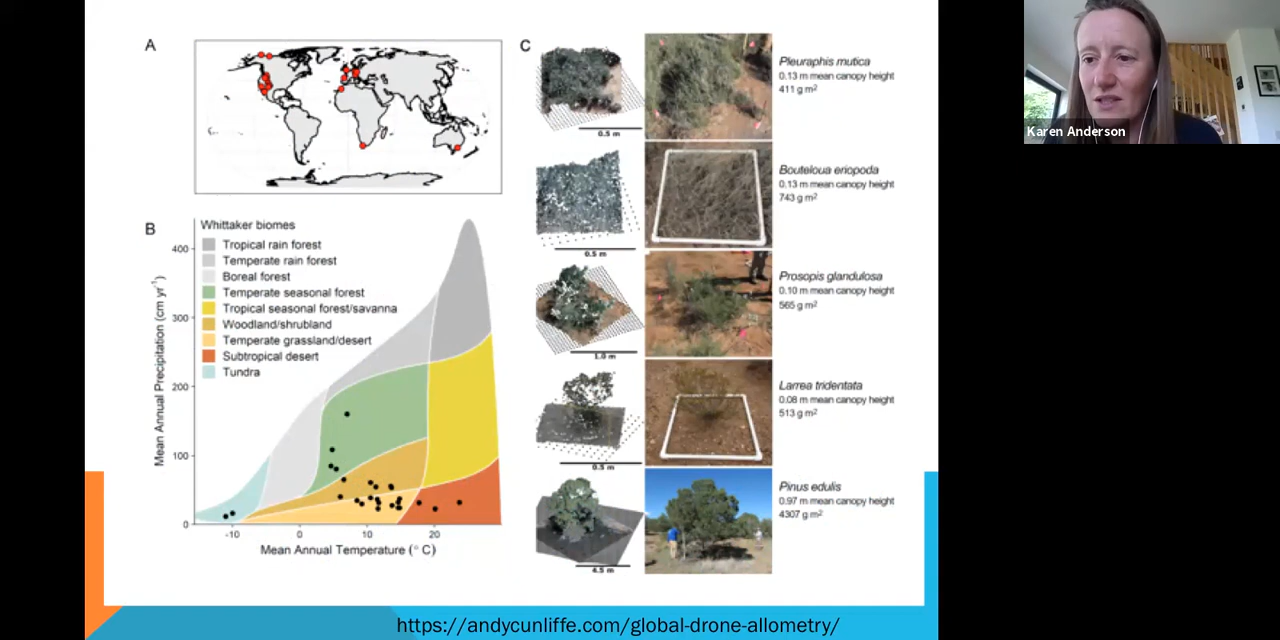 A
C
Pleuraphis mutica
0.13 m mean canopy height
411 g m²
0.5 m
Bouteloua eriopoda
0.13 m mean canopy height
743 g m²
0.5 m
Prosopis glandulosa
0.10 m mean canopy height
565 g m²
1.0 m
Larrea tridentata
0.08 m mean canopy height
513 g m²
0.5 m
Pinus edulis
0.97 m mean canopy height
4307 g m²
4.5 m
B
Whittaker biomes
Tropical rain forest
Temperate rain forest
Boreal forest
Temperate seasonal forest
Tropical seasonal forest/savanna
Woodland/shrubland
Temperate grassland/desert
Subtropical desert
Tundra
Mean Annual Precipitation (cm yr⁻¹)
400
300
200
100
0
-10
0
10
20
Mean Annual Temperature (° C)
https://andycunliffe.com/global-drone-allometry/
Karen Anderson